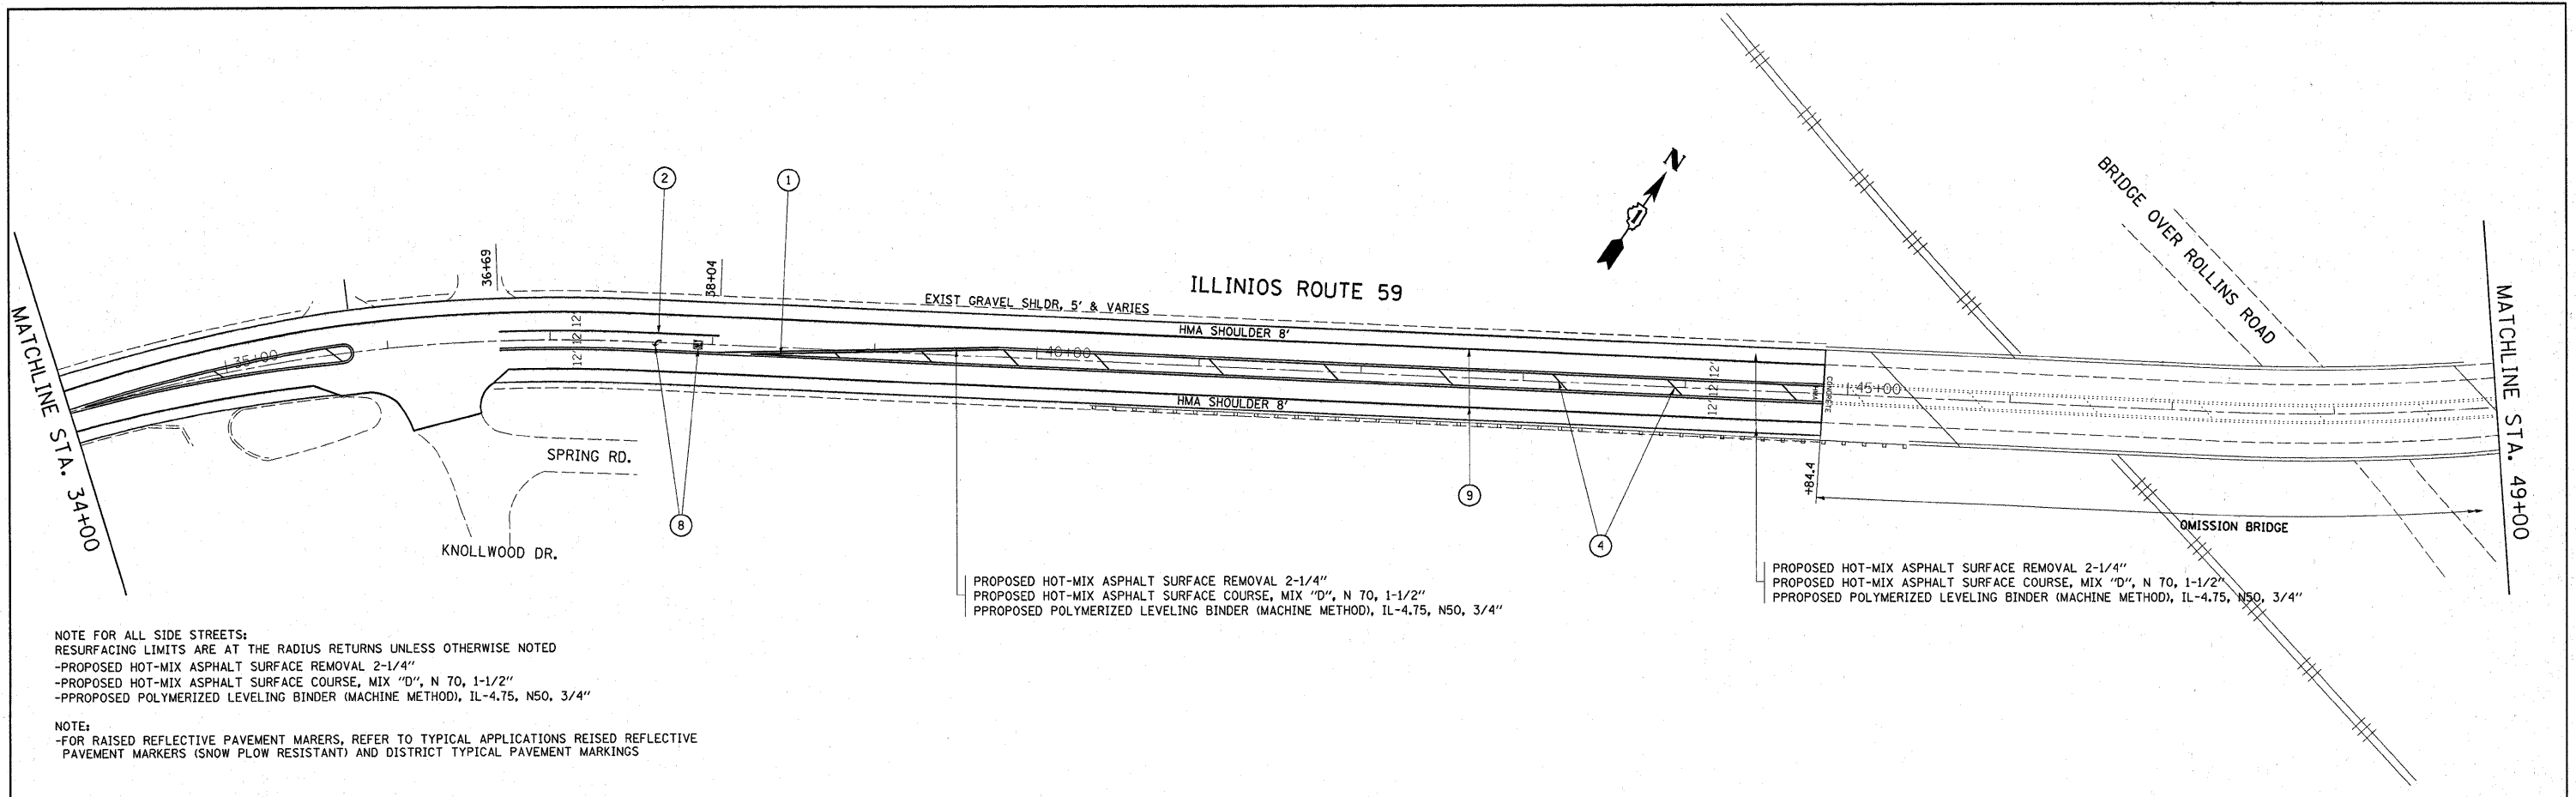 N
BRIDGE OVER ROLLINS ROAD
2
1
36+69
38+04
ILLINIOS ROUTE 59
EXIST GRAVEL SHLDR, 5' & VARIES
HMA SHOULDER 8'
MATCHLINE STA. 34+00
35+00
12' 12' 12'
12'
40+00
12'
12' 12'
HMA
CONCRETE
45+00
MATCHLINE STA. 49+00
HMA SHOULDER 8'
SPRING RD.
KNOLLWOOD DR.
8
9
4
+84.4
OMISSION BRIDGE
PROPOSED HOT-MIX ASPHALT SURFACE REMOVAL 2-1/4"
PROPOSED HOT-MIX ASPHALT SURFACE COURSE, MIX "D", N 70, 1-1/2"
PPROPOSED POLYMERIZED LEVELING BINDER (MACHINE METHOD), IL-4.75, N50, 3/4"
PROPOSED HOT-MIX ASPHALT SURFACE REMOVAL 2-1/4"
PROPOSED HOT-MIX ASPHALT SURFACE COURSE, MIX "D", N 70, 1-1/2"
PPROPOSED POLYMERIZED LEVELING BINDER (MACHINE METHOD), IL-4.75, N50, 3/4"
NOTE FOR ALL SIDE STREETS:
RESURFACING LIMITS ARE AT THE RADIUS RETURNS UNLESS OTHERWISE NOTED
-PROPOSED HOT-MIX ASPHALT SURFACE REMOVAL 2-1/4"
-PROPOSED HOT-MIX ASPHALT SURFACE COURSE, MIX "D", N 70, 1-1/2"
-PPROPOSED POLYMERIZED LEVELING BINDER (MACHINE METHOD), IL-4.75, N50, 3/4"
NOTE:
-FOR RAISED REFLECTIVE PAVEMENT MARERS, REFER TO TYPICAL APPLICATIONS REISED REFLECTIVE
PAVEMENT MARKERS (SNOW PLOW RESISTANT) AND DISTRICT TYPICAL PAVEMENT MARKINGS